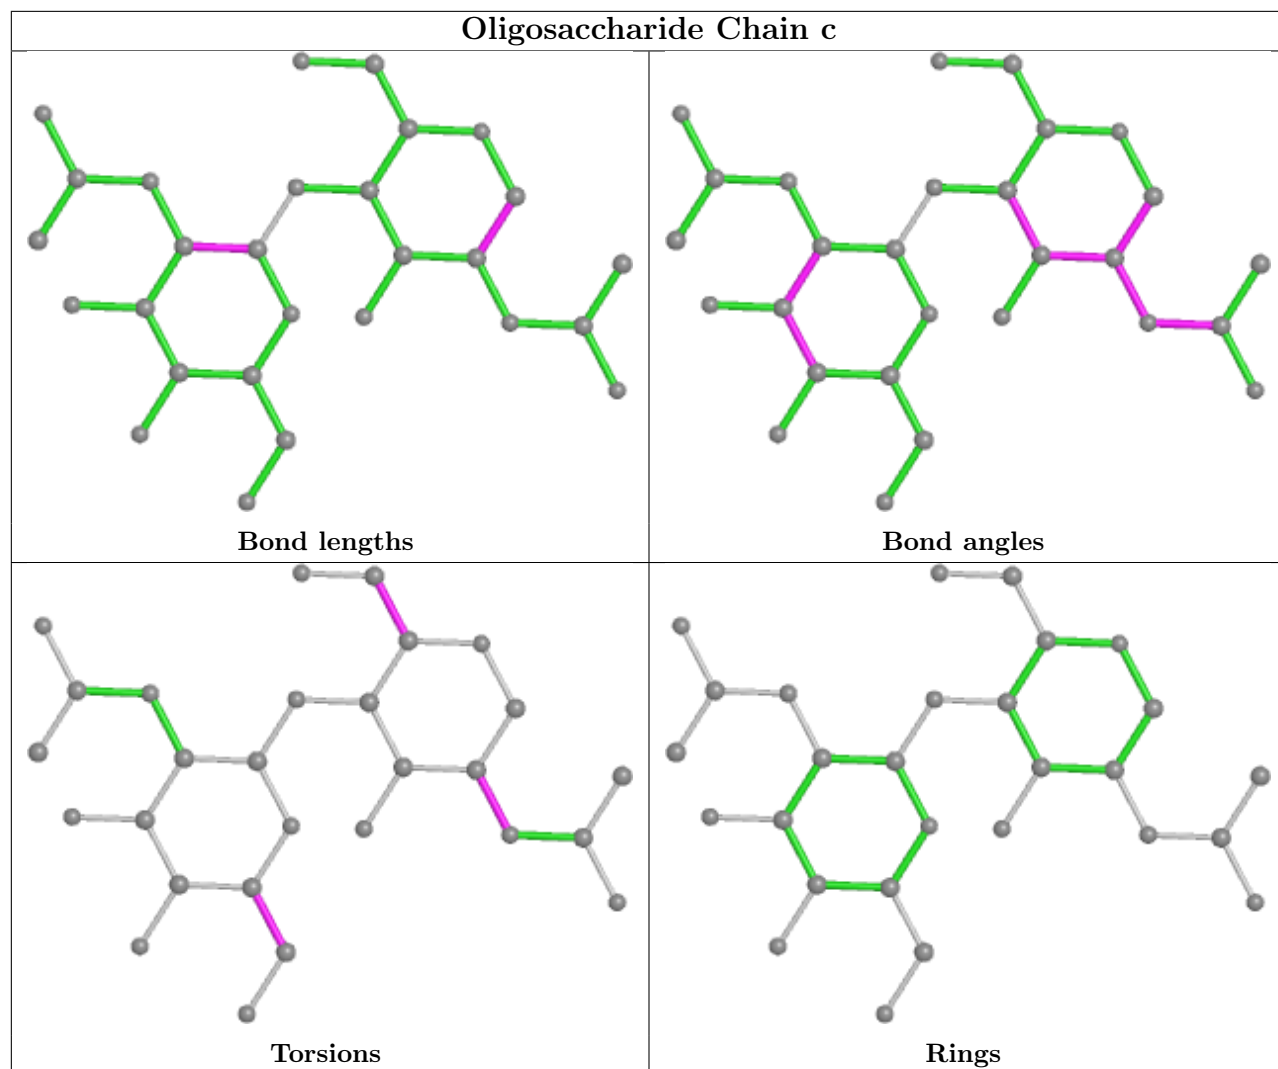 Oligosaccharide Chain c
Bond lengths
Bond angles
Torsions
Rings